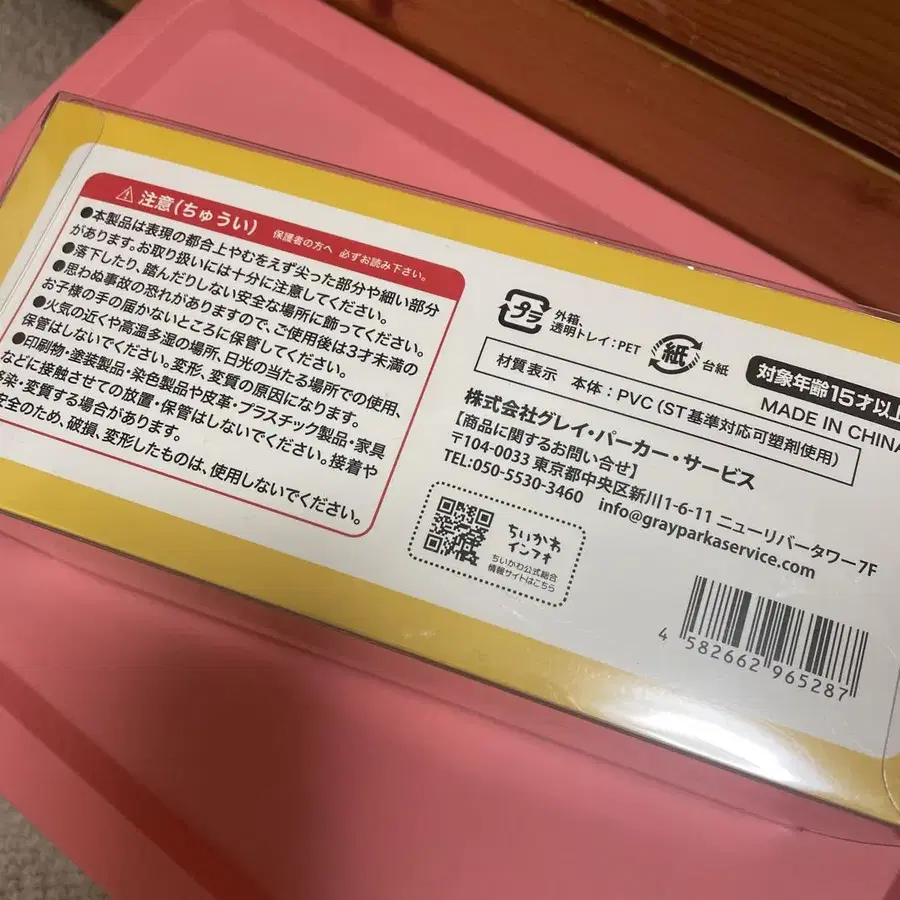 注意(ちゅうい) 保護者の方へ 必ずお読み下さい。
●本製品は表現の都合上やむをえず尖った部分や細い部分
があります。お取り扱いには十分に注意してください。
●落下したり、踏んだりしない安全な場所に飾ってください。
●思わぬ事故の恐れがありますので、ご使用後は3才未満の
お子様の手の届かないところに保管してください。
●火気の近くや高温多湿の場所、日光の当たる場所での使用、
保管はしないでください。変形、変質の原因になります。
●印刷物・塗装製品・染色製品や皮革・プラスチック製品・家具
などに接触させての放置・保管はしないでください。接着や
染・変質する場合があります。
安全のため、破損、変形したものは、使用しないでください。
プラ
外箱、
透明トレイ:PET
紙
台紙
対象年齢15才以上
MADE IN CHINA
材質表示 本体:PVC(ST基準対応可塑剤使用)
株式会社グレイ・パーカー・サービス
【商品に関するお問い合せ】
〒104-0033 東京都中央区新川1-6-11 ニューリバータワー7F
TEL:050-5530-3460
info@grayparkaservice.com
ちいかわ
インフォ
ちいかわ公式総合
情報サイトはこちら
4 582662 965287